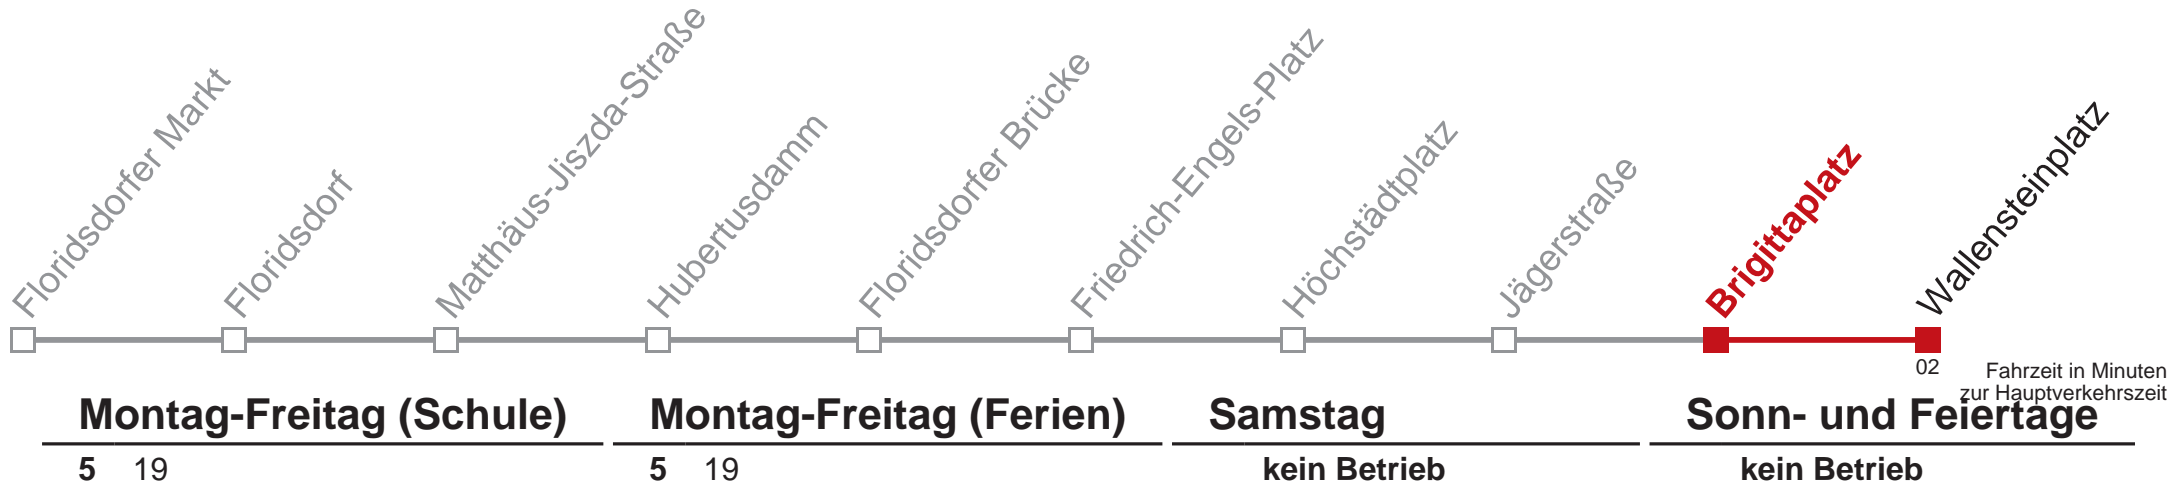 Floridsdorfer Markt
Floridsdorf
Matthäus-Jiszda-Straße
Hubertusdamm
Floridsdorfer Brücke
Friedrich-Engels-Platz
Höchstädtplatz
Jägerstraße
Brigittaplatz
Wallensteinplatz
02
Fahrzeit in Minuten
zur Hauptverkehrszeit
Montag-Freitag (Schule)
5 19
Montag-Freitag (Ferien)
5 19
Samstag
kein Betrieb
Sonn- und Feiertage
kein Betrieb